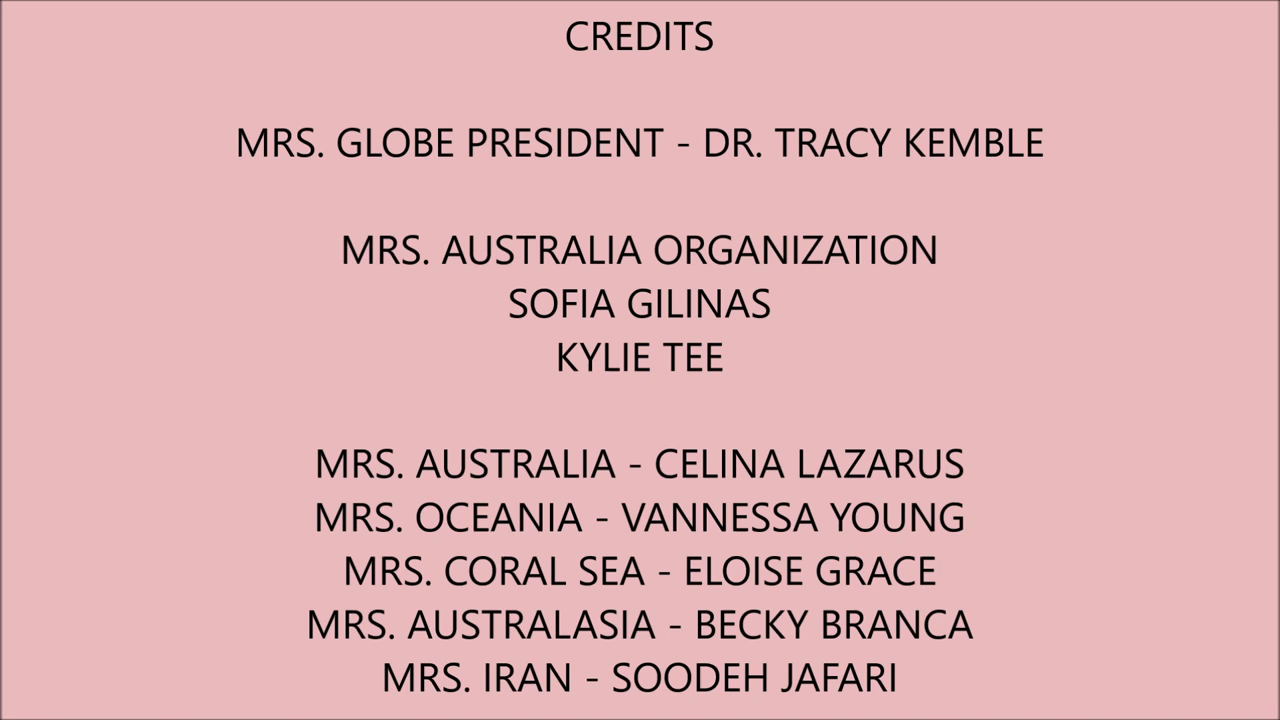 CREDITS
MRS. GLOBE PRESIDENT - DR. TRACY KEMBLE
MRS. AUSTRALIA ORGANIZATION
SOFIA GILINAS
KYLIE TEE
MRS. AUSTRALIA - CELINA LAZARUS
MRS. OCEANIA - VANNESSA YOUNG
MRS. CORAL SEA - ELOISE GRACE
MRS. AUSTRALASIA - BECKY BRANCA
MRS. IRAN - SOODEH JAFARI